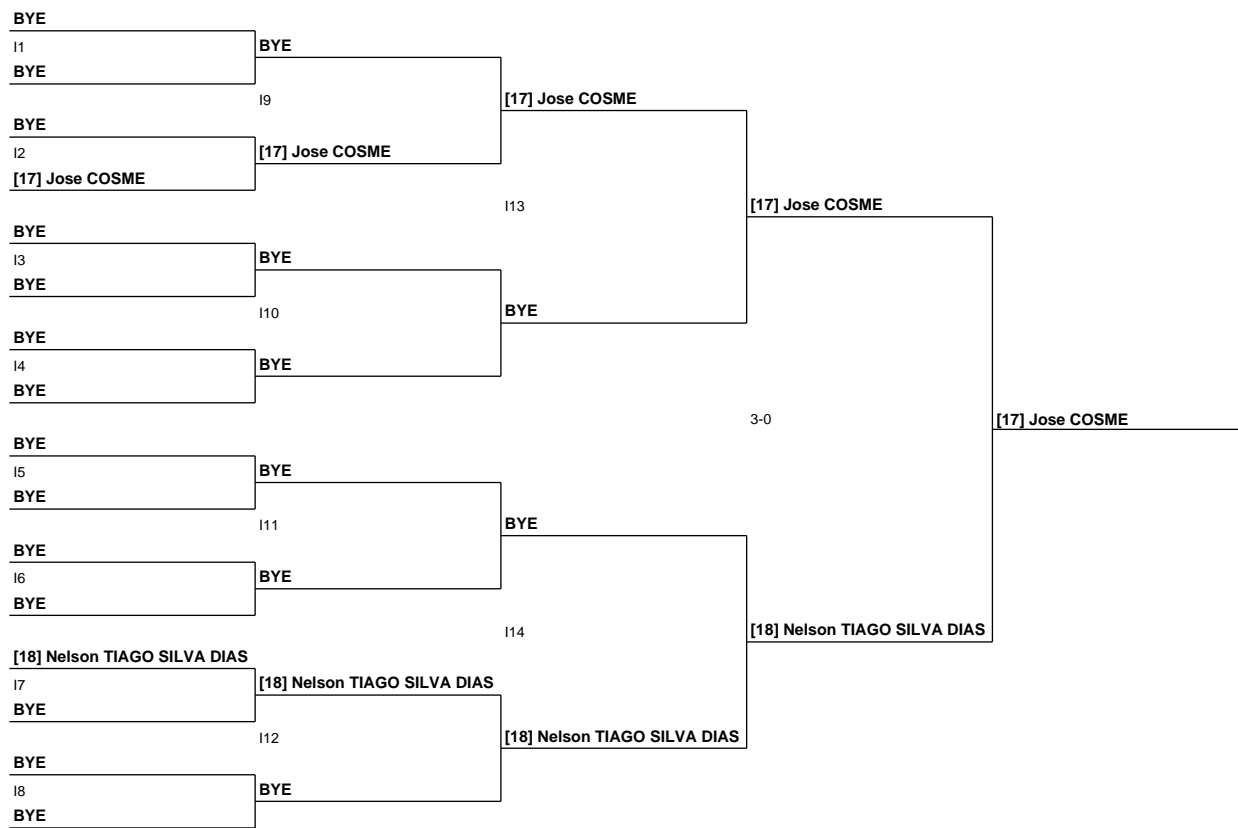 BYE
I1
BYE
BYE
I9
[17] Jose COSME
BYE
I2
[17] Jose COSME
[17] Jose COSME
I13
[17] Jose COSME
BYE
I3
BYE
BYE
I10
BYE
BYE
I4
BYE
BYE
3-0
[17] Jose COSME
BYE
I5
BYE
BYE
I11
BYE
BYE
I6
BYE
BYE
I14
[18] Nelson TIAGO SILVA DIAS
[18] Nelson TIAGO SILVA DIAS
I7
[18] Nelson TIAGO SILVA DIAS
BYE
I12
[18] Nelson TIAGO SILVA DIAS
BYE
I8
BYE
BYE